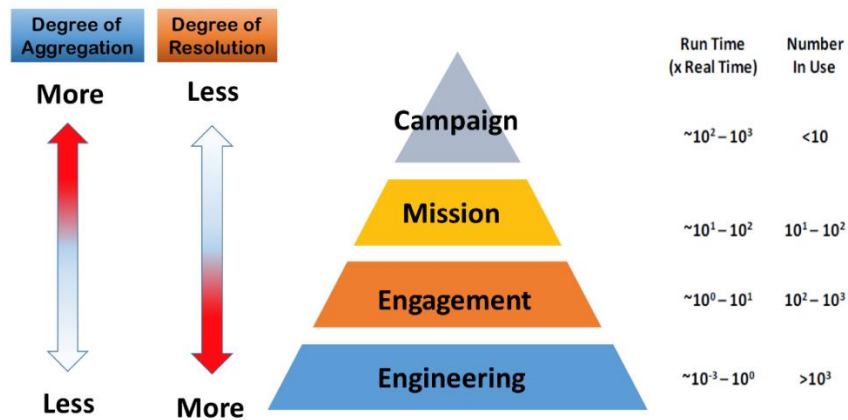 Degree of
Aggregation
Degree of
Resolution
Run Time
(x Real Time)
Number
In Use
More
Less
Campaign
~10² – 10³
<10
Mission
~10¹ – 10²
10¹ – 10²
Engagement
~10⁰ – 10¹
10² – 10³
Engineering
~10⁻³ – 10⁰
>10³
Less
More